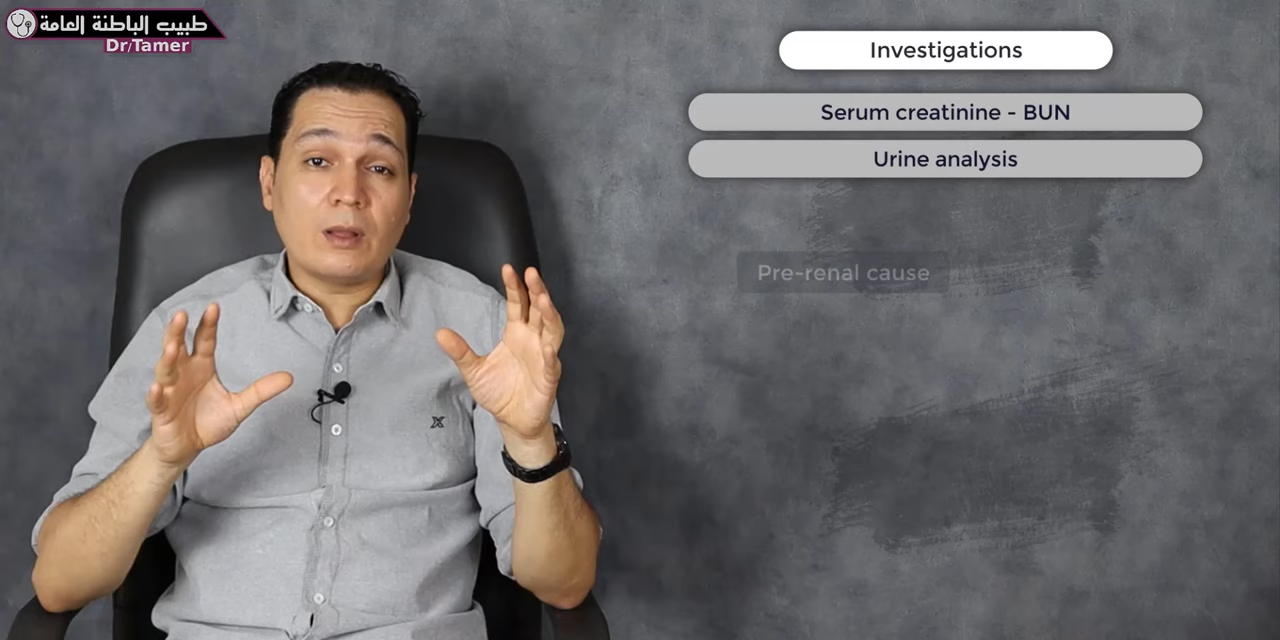 طبيب الباطنة العامة
Dr/Tamer
Investigations
Serum creatinine - BUN
Urine analysis
Pre-renal cause